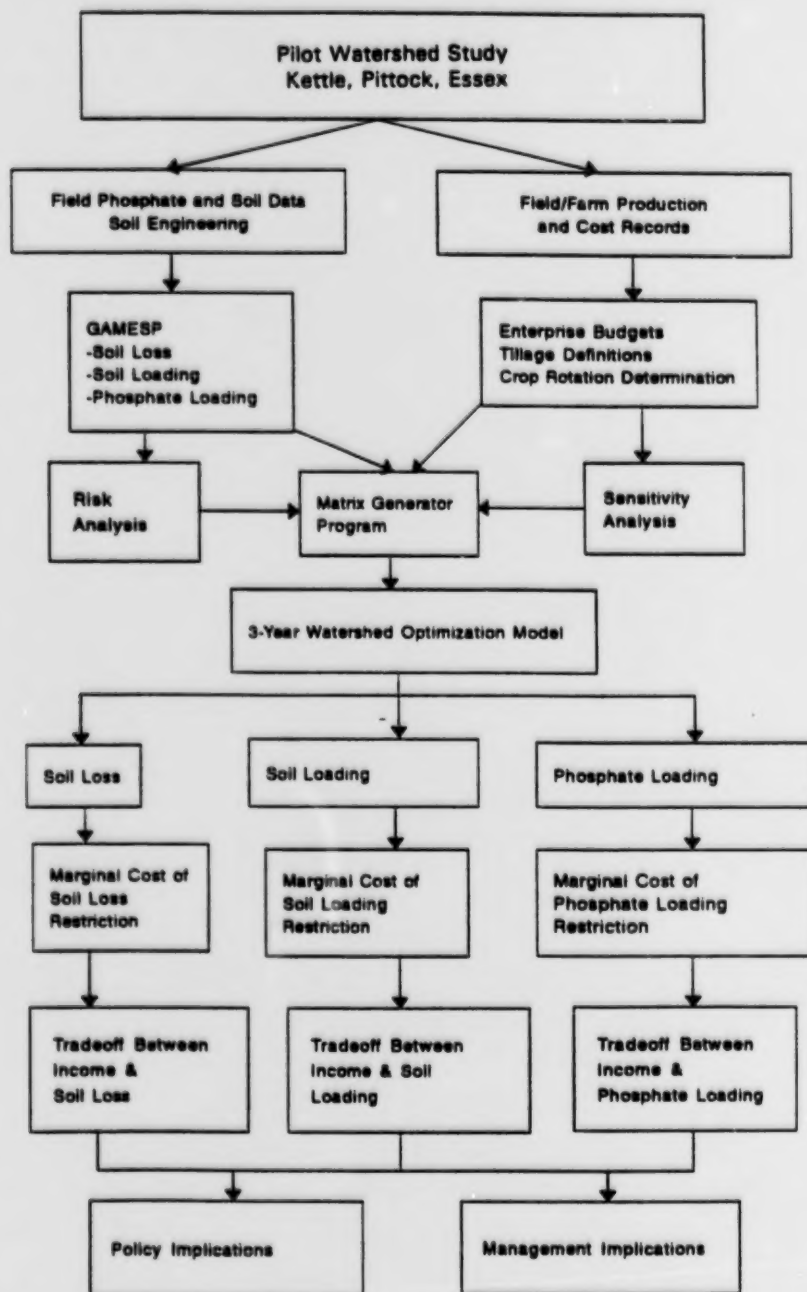 Pilot Watershed Study
Kettle, Pittock, Essex
Field Phosphate and Soil Data
Soil Engineering
Field/Farm Production
and Cost Records
GAMESP
-Soil Loss
-Soil Loading
-Phosphate Loading
Enterprise Budgets
Tillage Definitions
Crop Rotation Determination
Risk
Analysis
Matrix Generator
Program
Sensitivity
Analysis
3-Year Watershed Optimization Model
Soil Loss
Soil Loading
Phosphate Loading
Marginal Cost of
Soil Loss
Restriction
Marginal Cost of
Soil Loading
Restriction
Marginal Cost of
Phosphate Loading
Restriction
Tradeoff Between
Income &
Soil Loss
Tradeoff Between
Income & Soil
Loading
Tradeoff Between
Income &
Phosphate Loading
Policy Implications
Management Implications